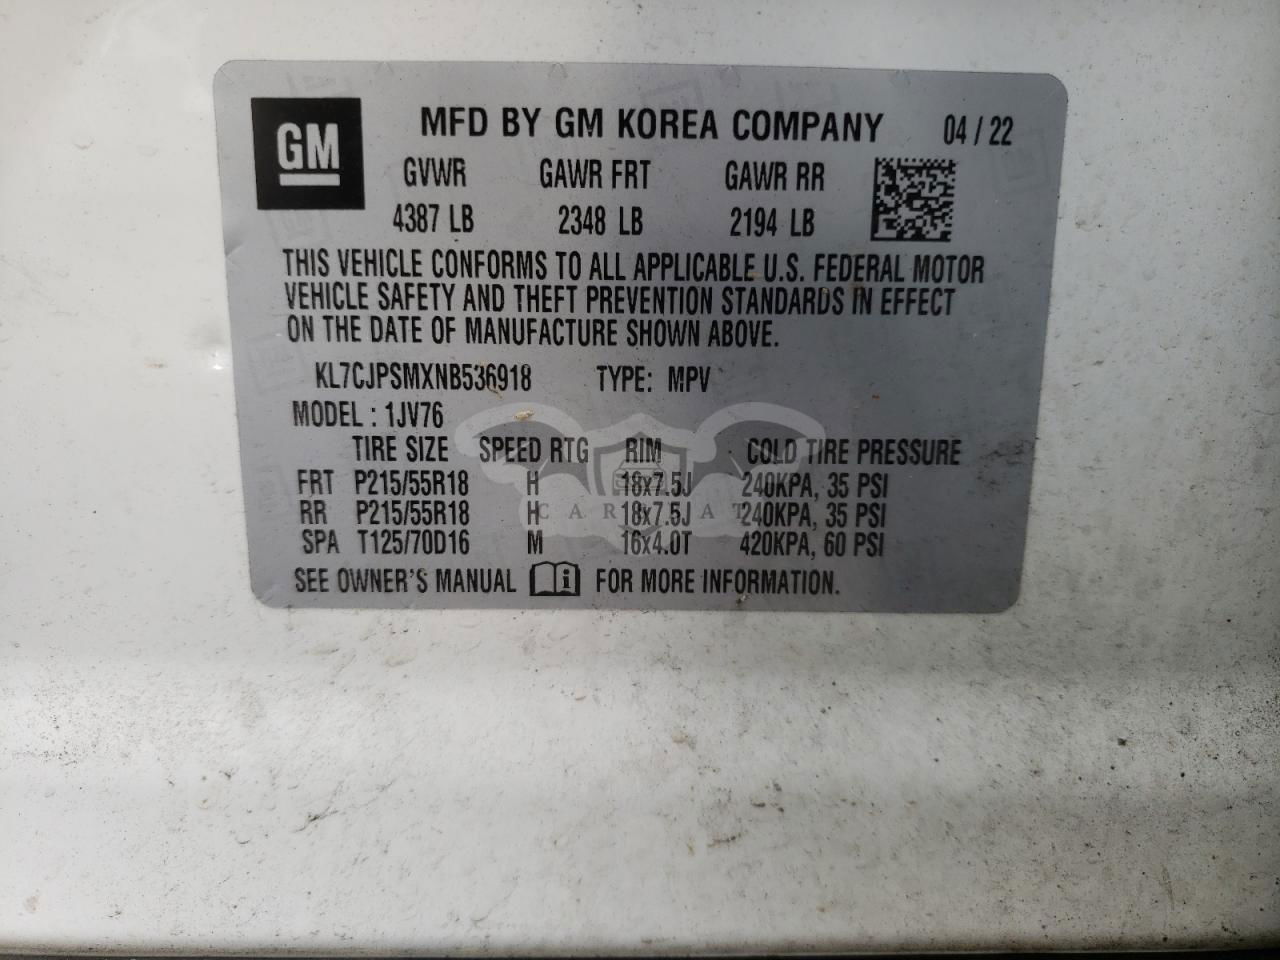 GM
MFD BY GM KOREA COMPANY 04 / 22
GVWR GAWR FRT GAWR RR
4387 LB 2348 LB 2194 LB
THIS VEHICLE CONFORMS TO ALL APPLICABLE U.S. FEDERAL MOTOR
VEHICLE SAFETY AND THEFT PREVENTION STANDARDS IN EFFECT
ON THE DATE OF MANUFACTURE SHOWN ABOVE.
KL7CJPSMXNB536918 TYPE: MPV
MODEL : 1JV76
TIRE SIZE SPEED RTG RIM COLD TIRE PRESSURE
FRT P215/55R18 H 18x7.5J 240KPA, 35 PSI
RR P215/55R18 H 18x7.5J 240KPA, 35 PSI
SPA T125/70D16 M 16x4.0T 420KPA, 60 PSI
SEE OWNER'S MANUAL i FOR MORE INFORMATION.